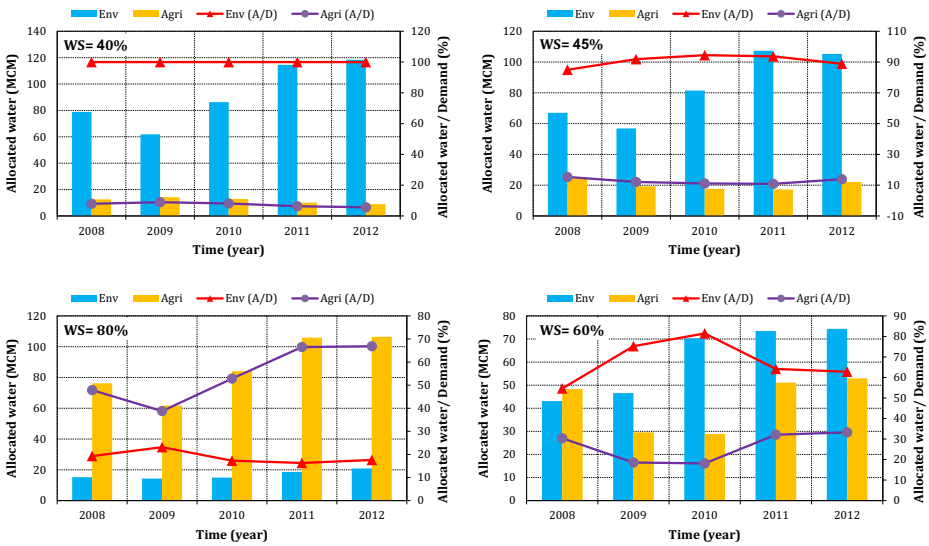 Env Agri Env (A/D) Agri (A/D)
WS= 40%
Allocated water (MCM)
140
120
100
80
60
40
20
0
120
100
90
80
70
60
50
40
20
0
Allocated water / Demand (%)
2008 2009 2010 2011 2012
Time (year)
Env Agri Env (A/D) Agri (A/D)
WS= 45%
Allocated water (MCM)
120
100
80
60
40
20
0
110
90
70
50
30
10
-10
Allocated water / Demand (%)
2008 2009 2010 2011 2012
Time (year)
Env Agri Env (A/D) Agri (A/D)
WS= 80%
Allocated water (MCM)
120
100
80
60
40
20
0
80
70
60
50
40
30
20
10
0
Allocated water/ Demand (%)
2008 2009 2010 2011 2012
Time (year)
Env Agri Env (A/D) Agri (A/D)
WS= 60%
Allocated water (MCM)
80
70
60
50
40
30
20
10
0
90
80
70
60
50
40
30
20
10
0
Allocated water / Demand (%)
2008 2009 2010 2011 2012
Time (year)